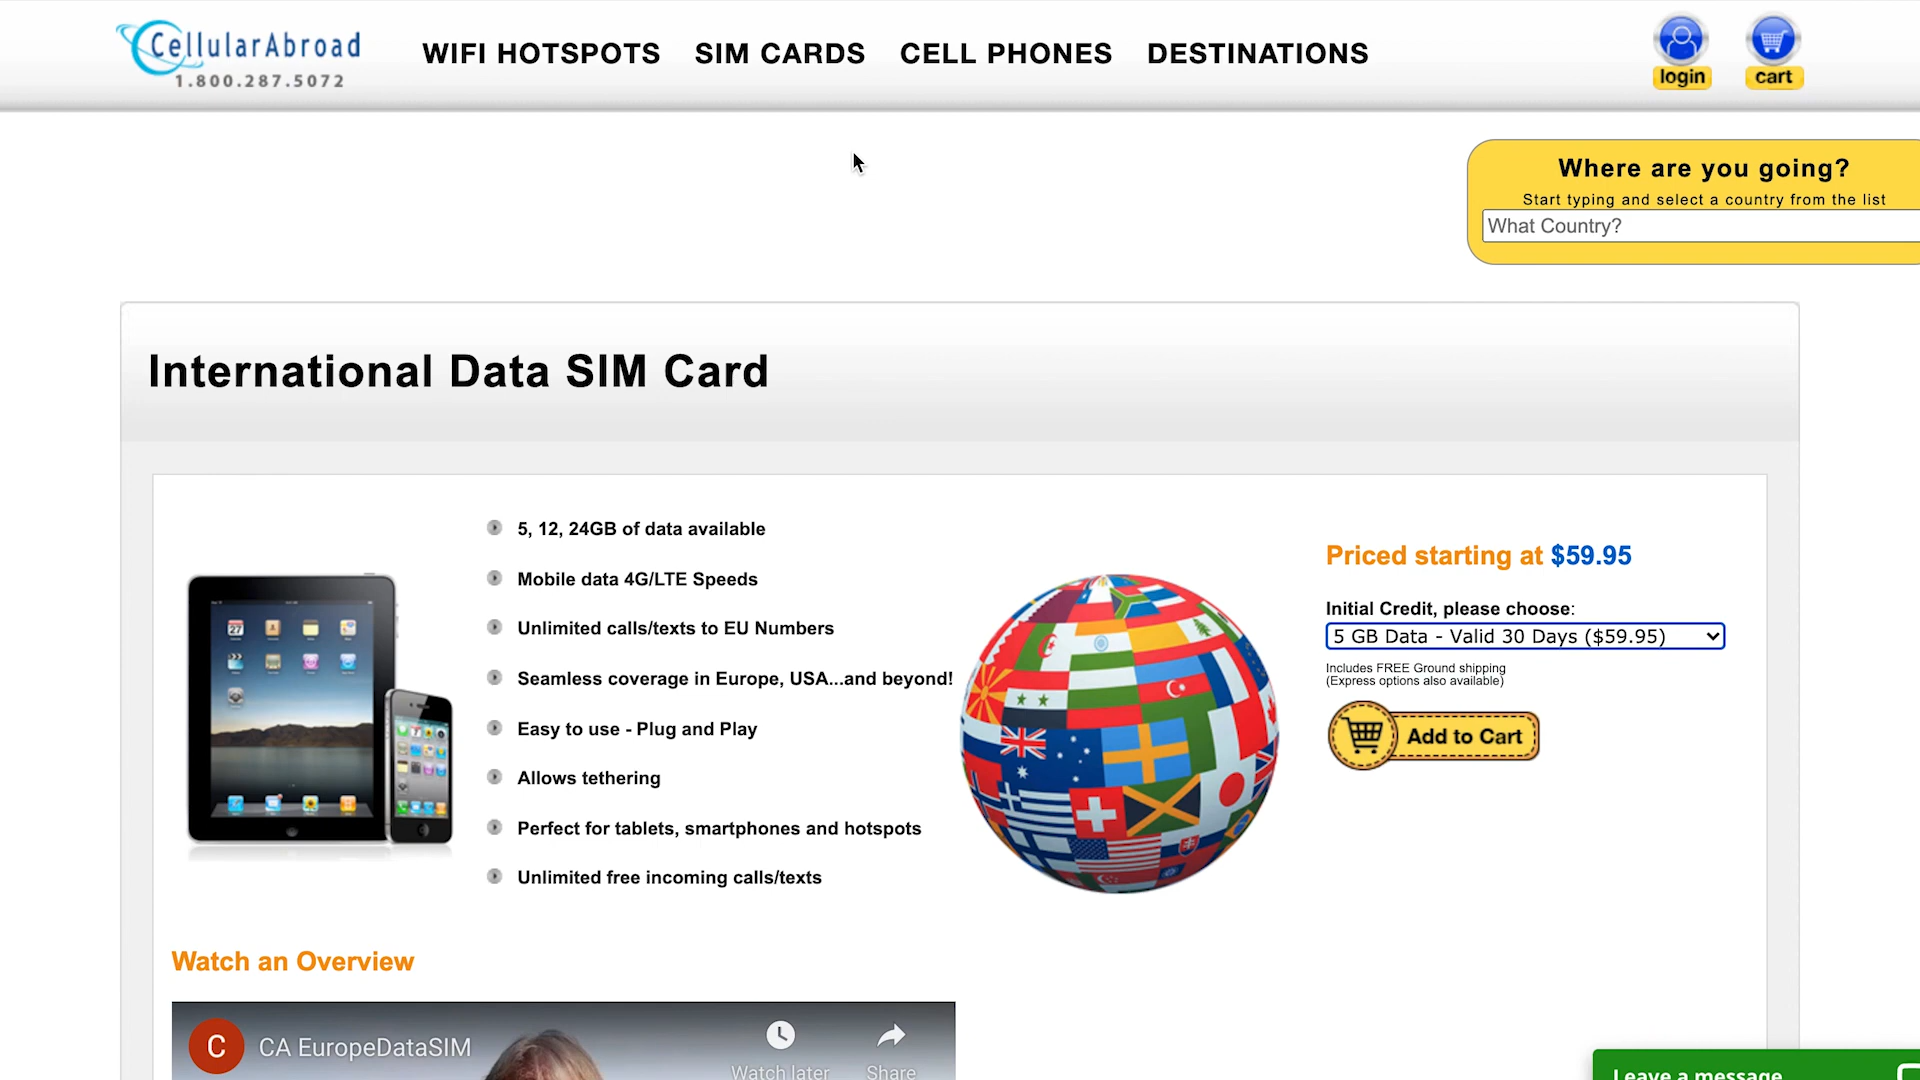 CellularAbroad
1.800.287.5072
WIFI HOTSPOTS SIM CARDS CELL PHONES DESTINATIONS
login
cart
Where are you going?
Start typing and select a country from the list
What Country?
International Data SIM Card
5, 12, 24GB of data available
Mobile data 4G/LTE Speeds
Unlimited calls/texts to EU Numbers
Seamless coverage in Europe, USA...and beyond!
Easy to use - Plug and Play
Allows tethering
Perfect for tablets, smartphones and hotspots
Unlimited free incoming calls/texts
Priced starting at $59.95
Initial Credit, please choose:
5 GB Data - Valid 30 Days ($59.95)
Includes FREE Ground shipping
(Express options also available)
Add to Cart
Watch an Overview
C
CA EuropeDataSIM
Watch later
Share
Leave a message
27